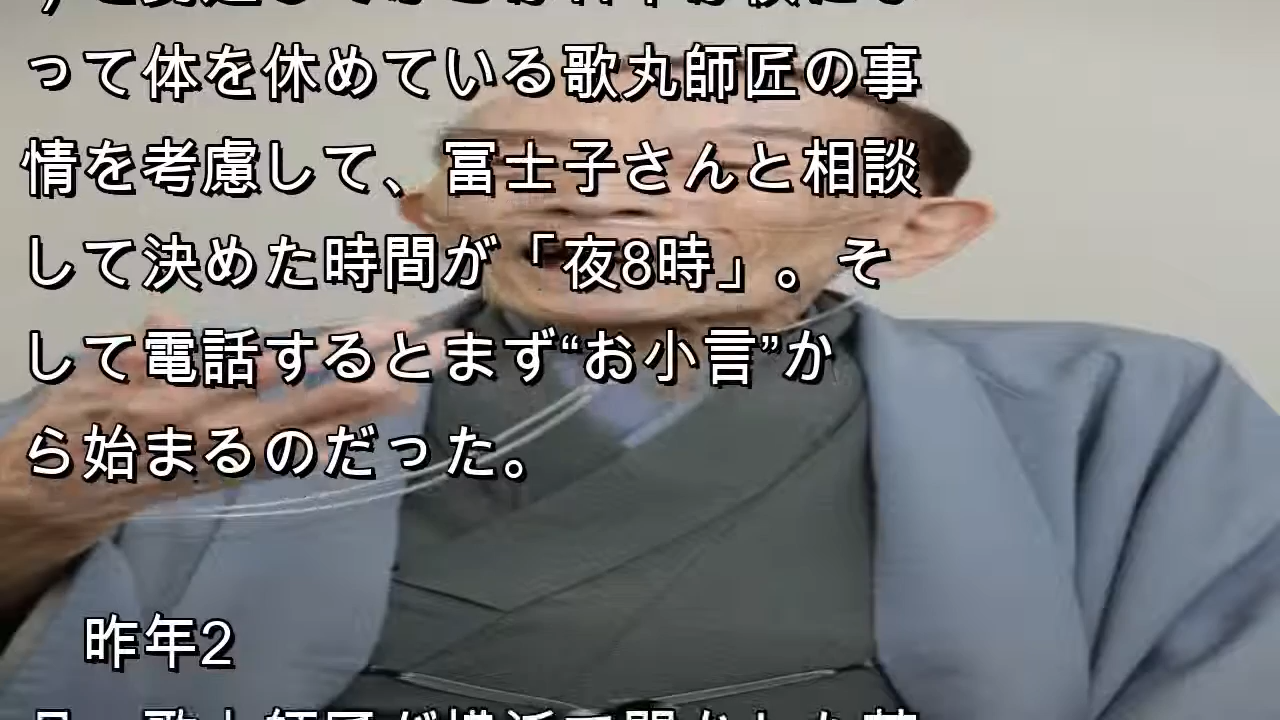 って体を休めている歌丸師匠の事
情を考慮して、冨士子さんと相談
して決めた時間が「夜8時」。そ
して電話するとまず“お小言”か
ら始まるのだった。
昨年2